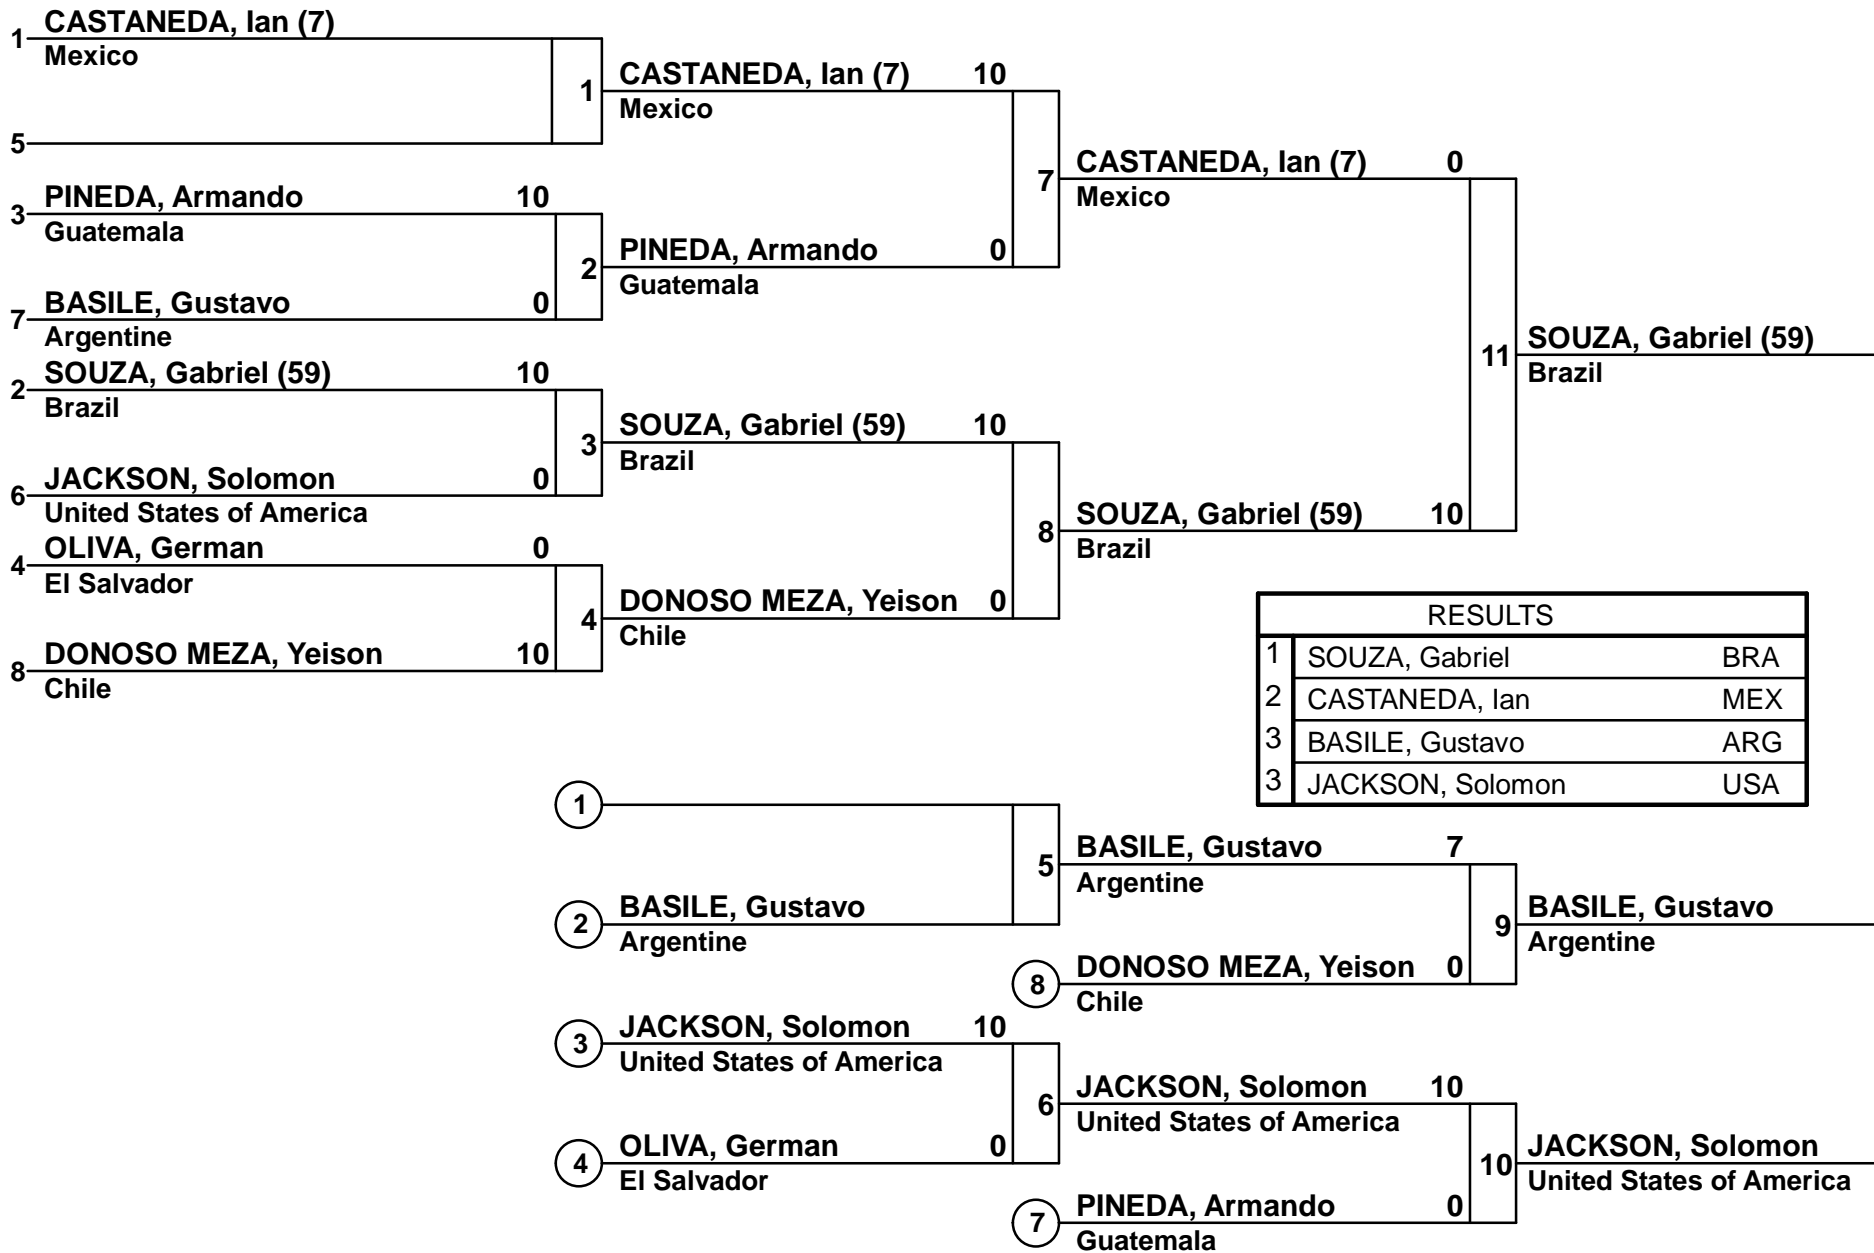 1 CASTANEDA, Ian (7)
Mexico
5
1
3 PINEDA, Armando 10
Guatemala
7 BASILE, Gustavo 0
Argentine
2
2 SOUZA, Gabriel (59) 10
Brazil
6 JACKSON, Solomon 0
United States of America
3
4 OLIVA, German 0
El Salvador
8 DONOSO MEZA, Yeison 10
Chile
4
CASTANEDA, Ian (7) 10
Mexico
PINEDA, Armando 0
Guatemala
7
SOUZA, Gabriel (59) 10
Brazil
DONOSO MEZA, Yeison 0
Chile
8
CASTANEDA, Ian (7) 0
Mexico
SOUZA, Gabriel (59) 10
Brazil
11
SOUZA, Gabriel (59)
Brazil
RESULTS
1 SOUZA, Gabriel BRA
2 CASTANEDA, Ian MEX
3 BASILE, Gustavo ARG
3 JACKSON, Solomon USA
1
2 BASILE, Gustavo
Argentine
5
BASILE, Gustavo 7
Argentine
8 DONOSO MEZA, Yeison 0
Chile
9
BASILE, Gustavo
Argentine
3 JACKSON, Solomon 10
United States of America
4 OLIVA, German 0
El Salvador
6
JACKSON, Solomon 10
United States of America
7 PINEDA, Armando 0
Guatemala
10
JACKSON, Solomon
United States of America